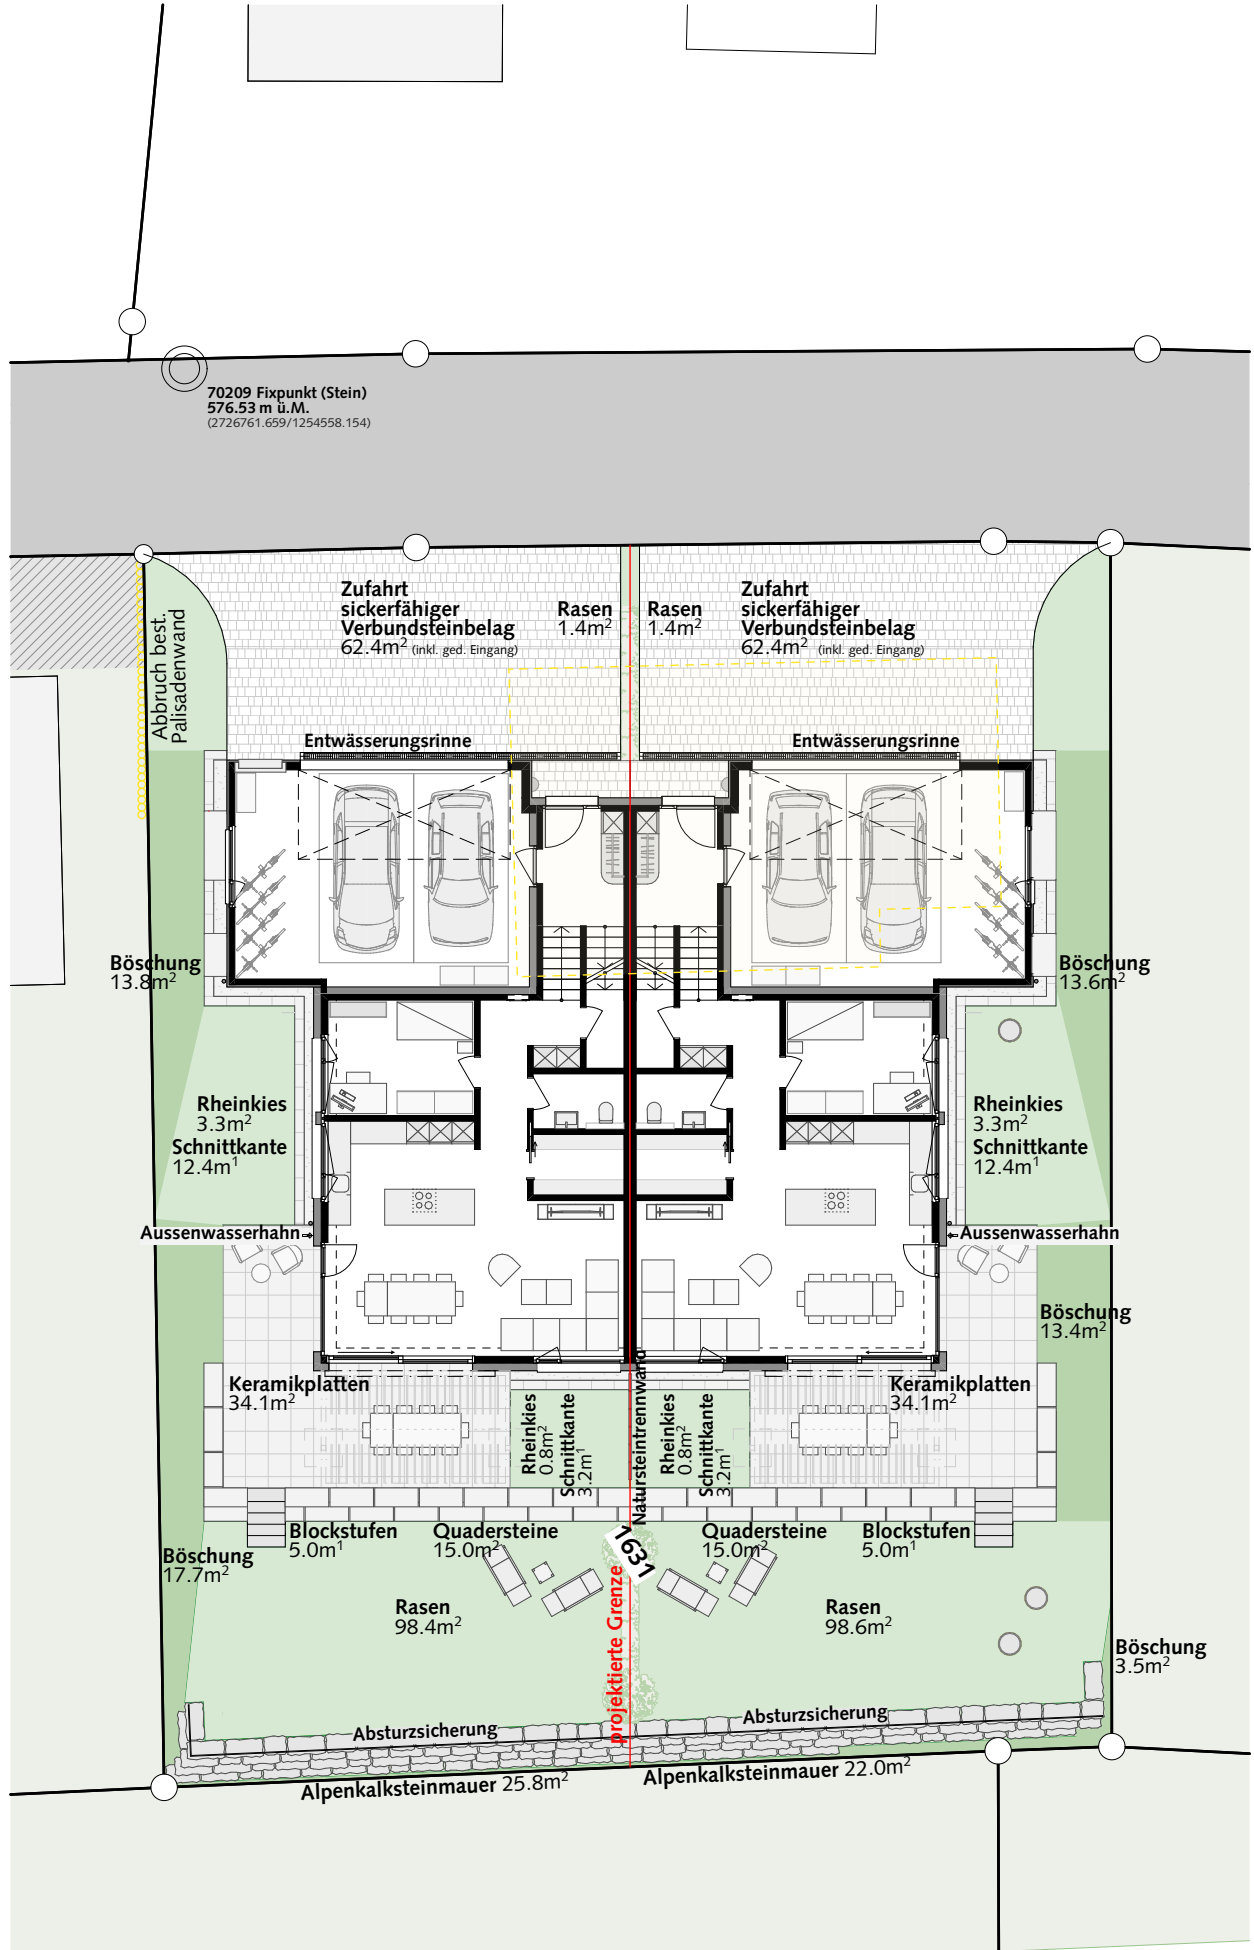 70209 Fixpunkt (Stein)
576.53 m ü.M.
(2726761.659/1254558.154)
Abbruch best.
Palisadenwand
Zufahrt
sickerfähiger
Verbundsteinbelag
62.4m² (inkl. ged. Eingang)
Rasen
1.4m²
Rasen
1.4m²
Zufahrt
sickerfähiger
Verbundsteinbelag
62.4m² (inkl. ged. Eingang)
Entwässerungsrinne
Entwässerungsrinne
Böschung
13.8m²
Böschung
13.6m²
Rheinkies
3.3m²
Schnittkante
12.4m¹
Rheinkies
3.3m²
Schnittkante
12.4m¹
Aussenwasserhahn
Aussenwasserhahn
Böschung
13.4m²
Keramikplatten
34.1m²
Rheinkies
0.8m²
Schnittkante
3.2m¹
Natursteintrennwand
Rheinkies
0.8m²
Schnittkante
3.2m¹
Keramikplatten
34.1m²
Blockstufen
5.0m¹
Quadersteine
15.0m²
1631
Quadersteine
15.0m²
Blockstufen
5.0m¹
Böschung
17.7m²
Rasen
98.4m²
projektierte Grenze
Rasen
98.6m²
Böschung
3.5m²
Absturzsicherung
Absturzsicherung
Alpenkalksteinmauer 25.8m²
Alpenkalksteinmauer 22.0m²